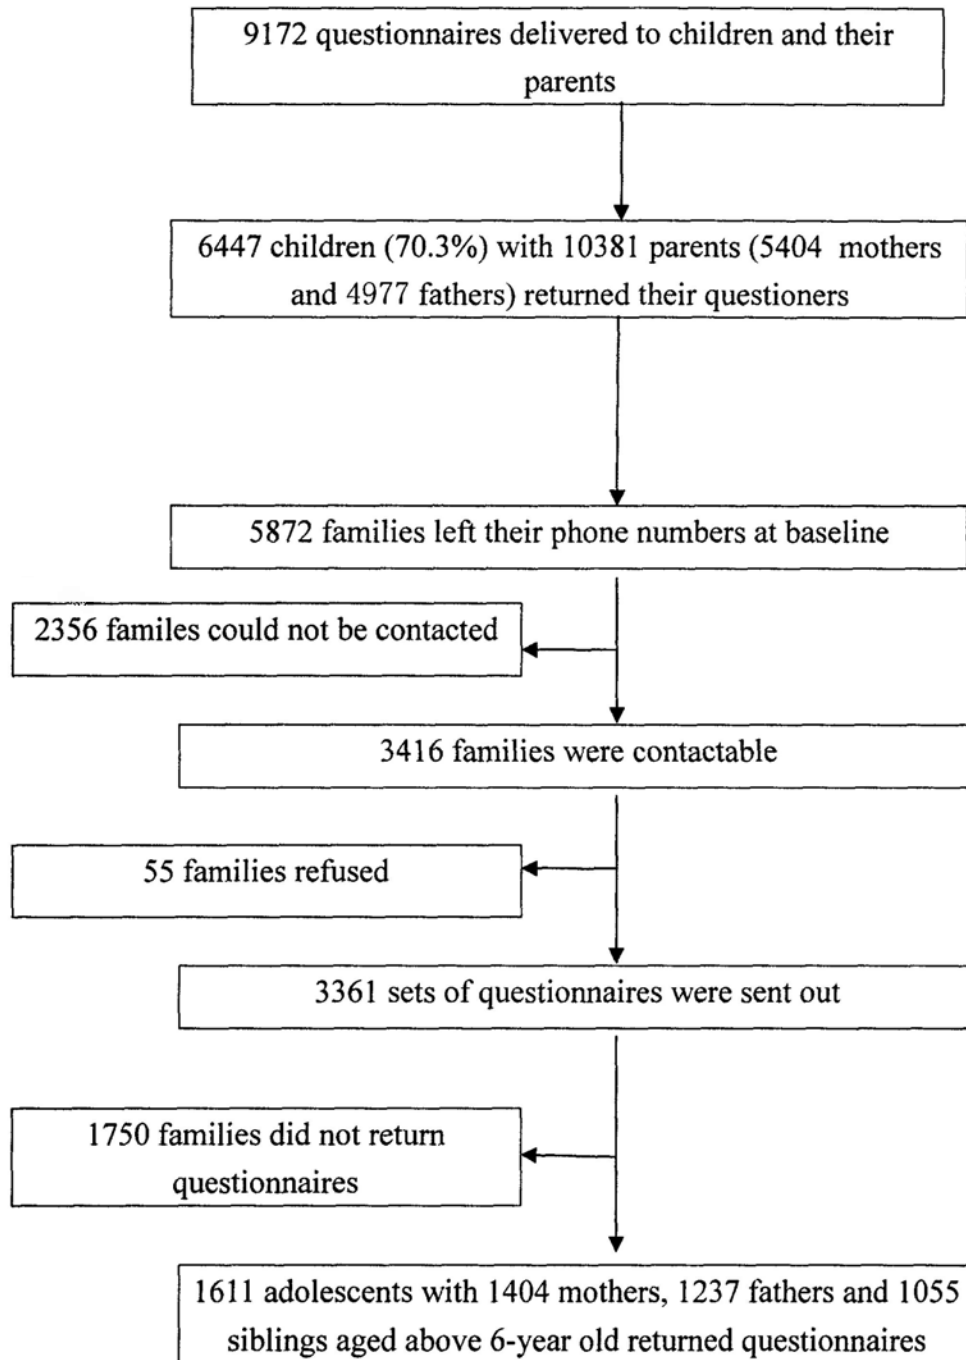 9172 questionnaires delivered to children and their
parents
6447 children (70.3%) with 10381 parents (5404 mothers
and 4977 fathers) returned their questioners
5872 families left their phone numbers at baseline
2356 familes could not be contacted
3416 families were contactable
55 families refused
3361 sets of questionnaires were sent out
1750 families did not return
questionnaires
1611 adolescents with 1404 mothers, 1237 fathers and 1055
siblings aged above 6-year old returned questionnaires